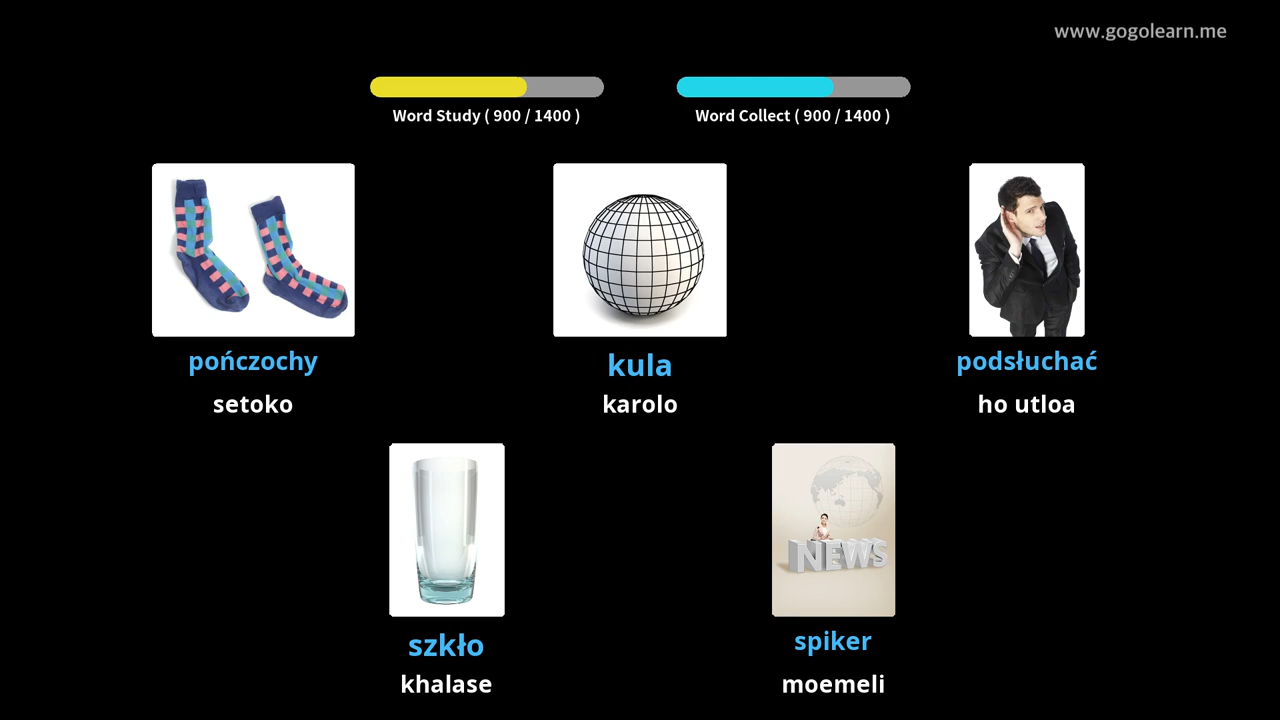 www.gogolearn.me
Word Study ( 900 / 1400 )
Word Collect ( 900 / 1400 )
pończochy
setoko
kula
karolo
podsłuchać
ho utloa
szkło
khalase
NEWS
spiker
moemeli